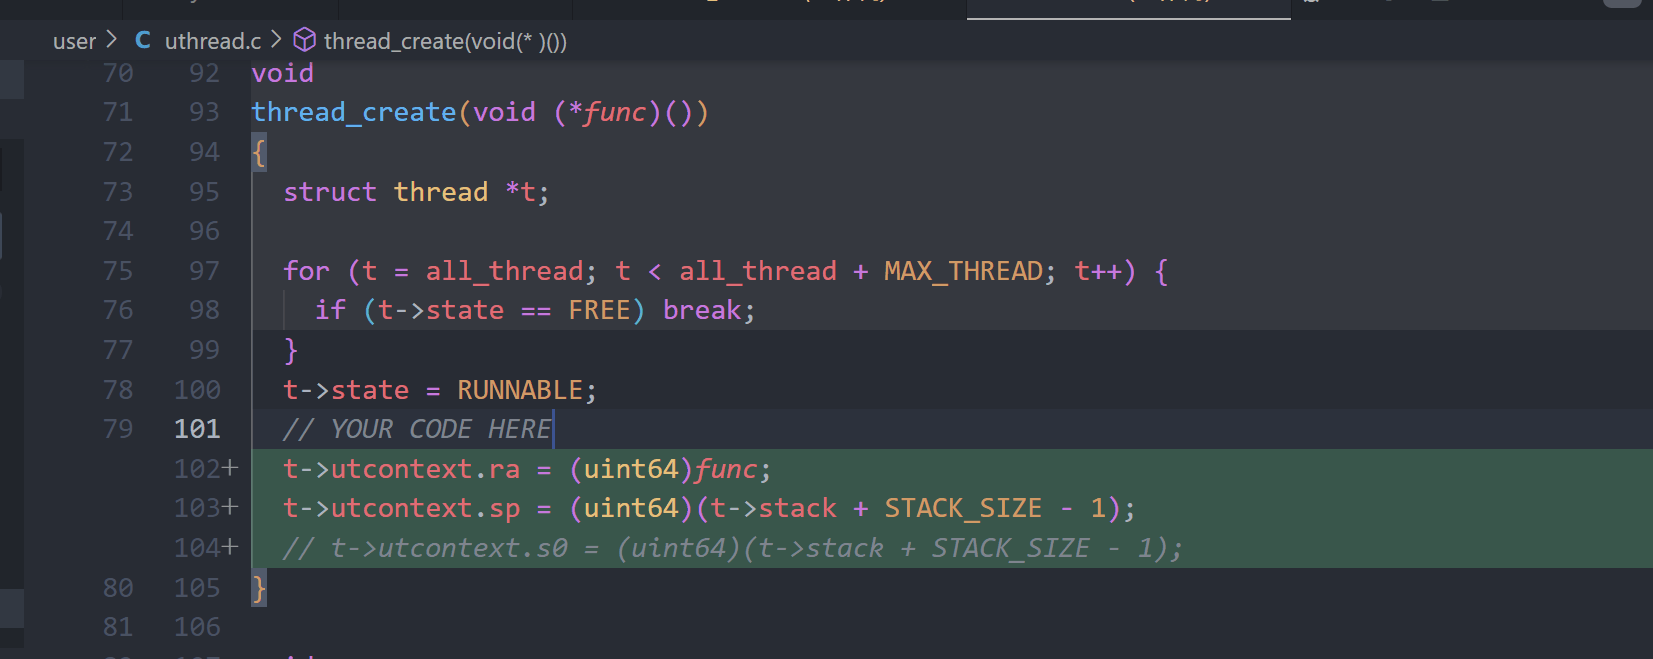 user > C uthread.c > thread_create(void(* )())
70 92 void
71 93 thread_create(void (*func)())
72 94 {
73 95 struct thread *t;
74 96
75 97 for (t = all_thread; t < all_thread + MAX_THREAD; t++) {
76 98 if (t->state == FREE) break;
77 99 }
78 100 t->state = RUNNABLE;
79 101 // YOUR CODE HERE
102+ t->utcontext.ra = (uint64)func;
103+ t->utcontext.sp = (uint64)(t->stack + STACK_SIZE - 1);
104+ // t->utcontext.s0 = (uint64)(t->stack + STACK_SIZE - 1);
80 105 }
81 106